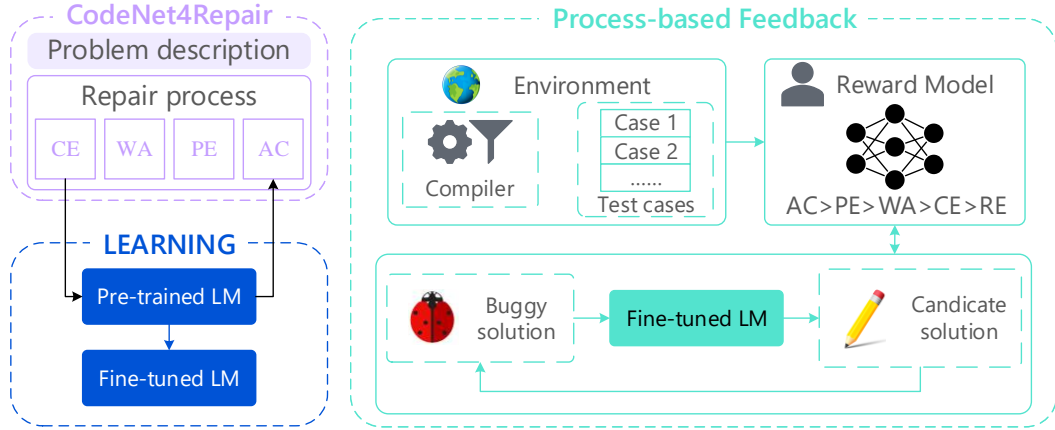 CodeNet4Repair
Problem description
Repair process
CE
WA
PE
AC
LEARNING
Pre-trained LM
Fine-tuned LM
Process-based Feedback
Environment
Compiler
Case 1
Case 2
......
Test cases
Reward Model
AC>PE>WA>CE>RE
Buggy
solution
Fine-tuned LM
Candicate
solution